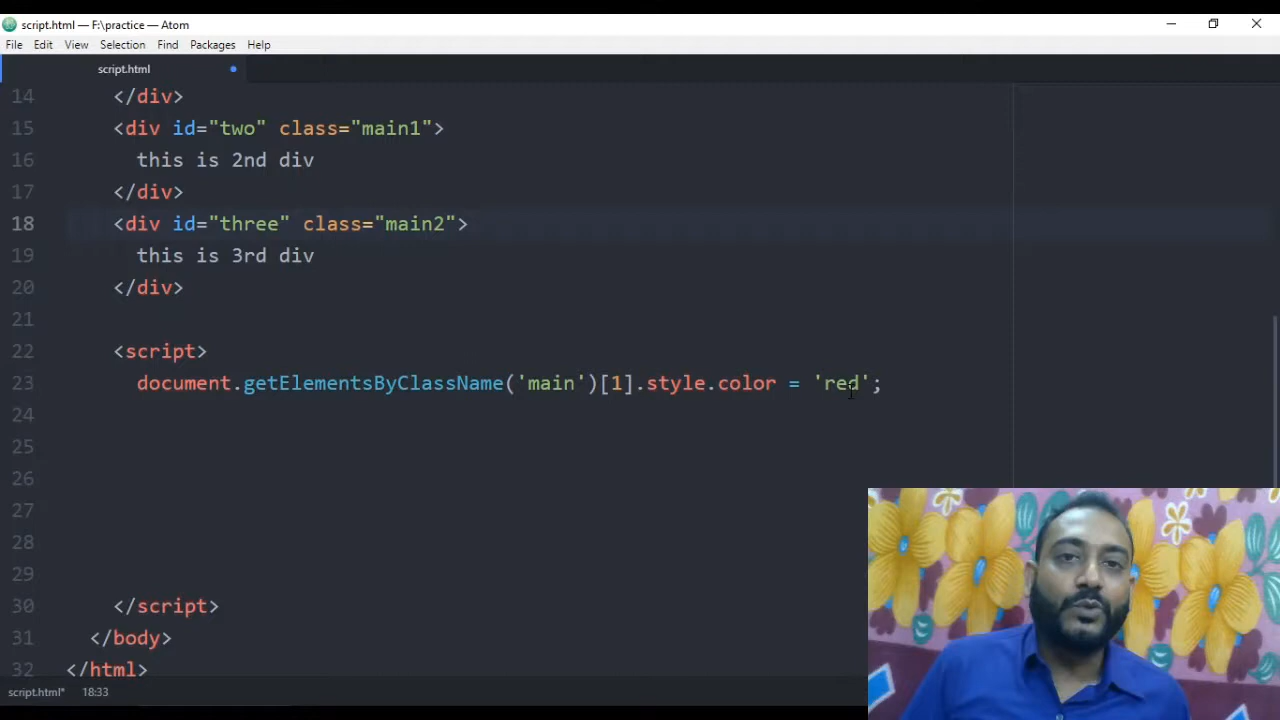 script.html — F:\practice — Atom
File Edit View Selection Find Packages Help
script.html
14 </div>
15 <div id="two" class="main1">
16 this is 2nd div
17 </div>
18 <div id="three" class="main2">
19 this is 3rd div
20 </div>
21
22 <script>
23 document.getElementsByClassName('main')[1].style.color = 'red';
24
25
26
27
28
29
30 </script>
31 </body>
32 </html>
script.html* 18:33